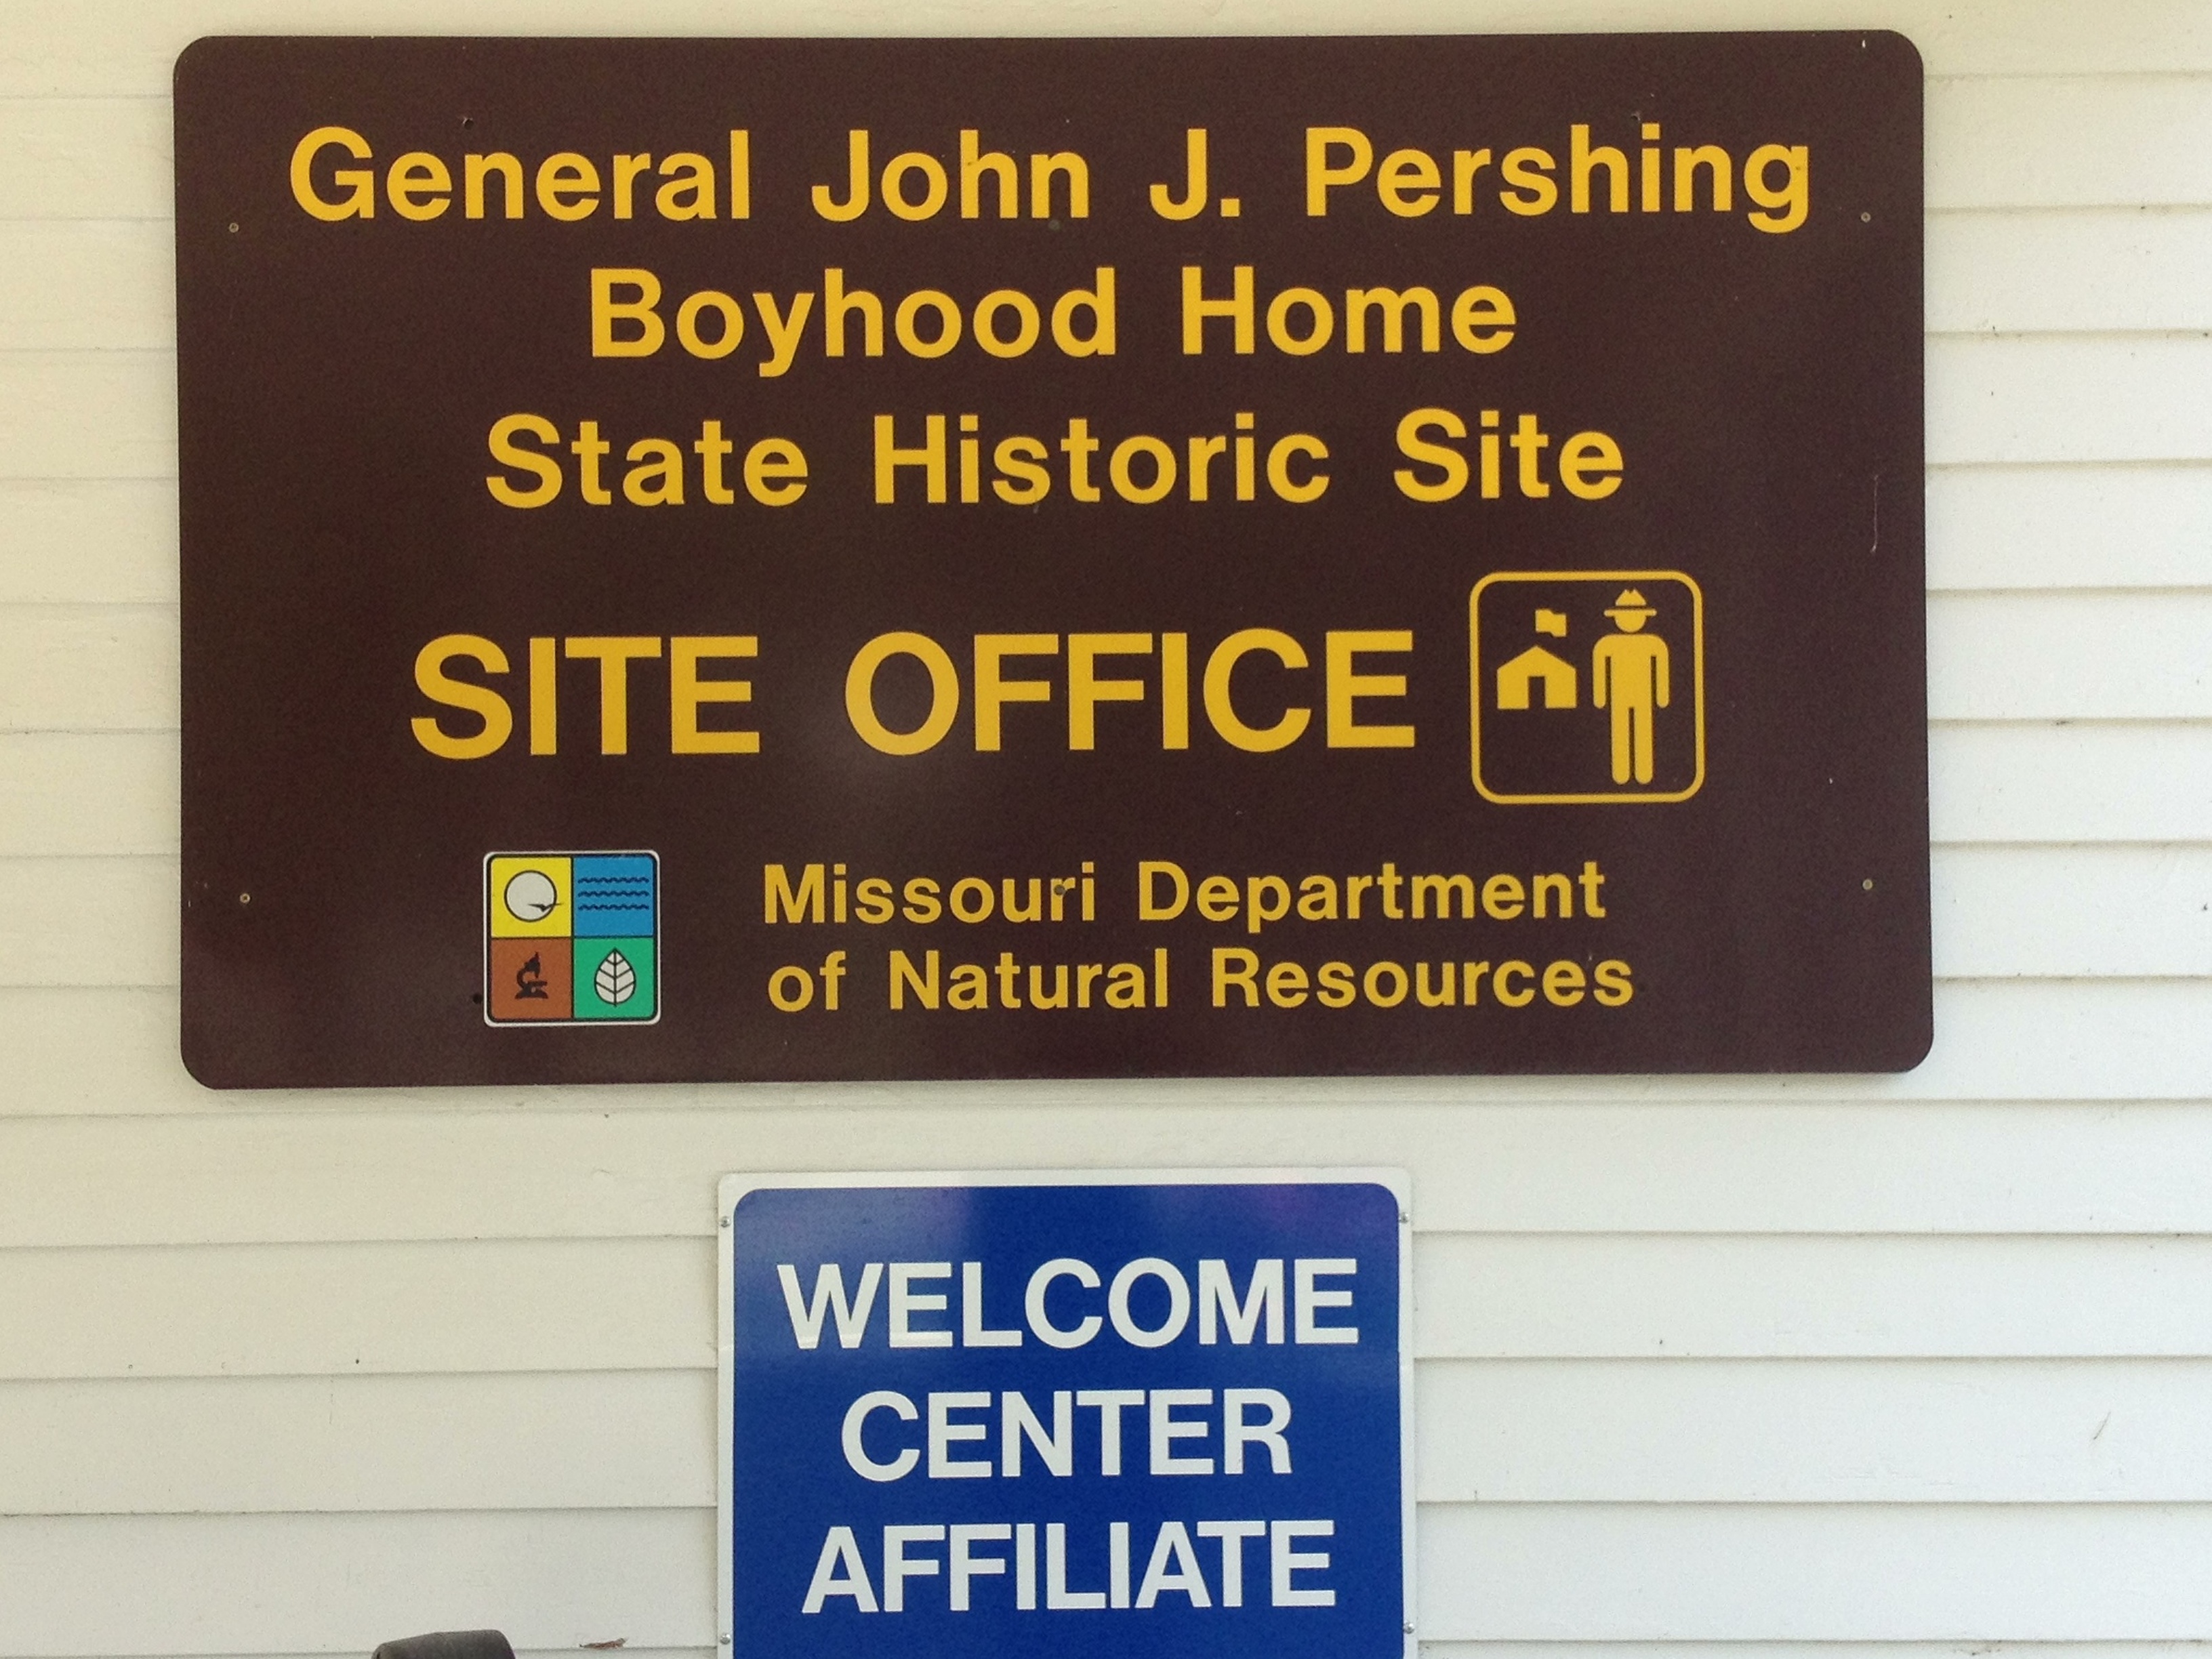 General John J. Pershing
Boyhood Home
State Historic Site
SITE OFFICE
Missouri Department
of Natural Resources
WELCOME
CENTER
AFFILIATE